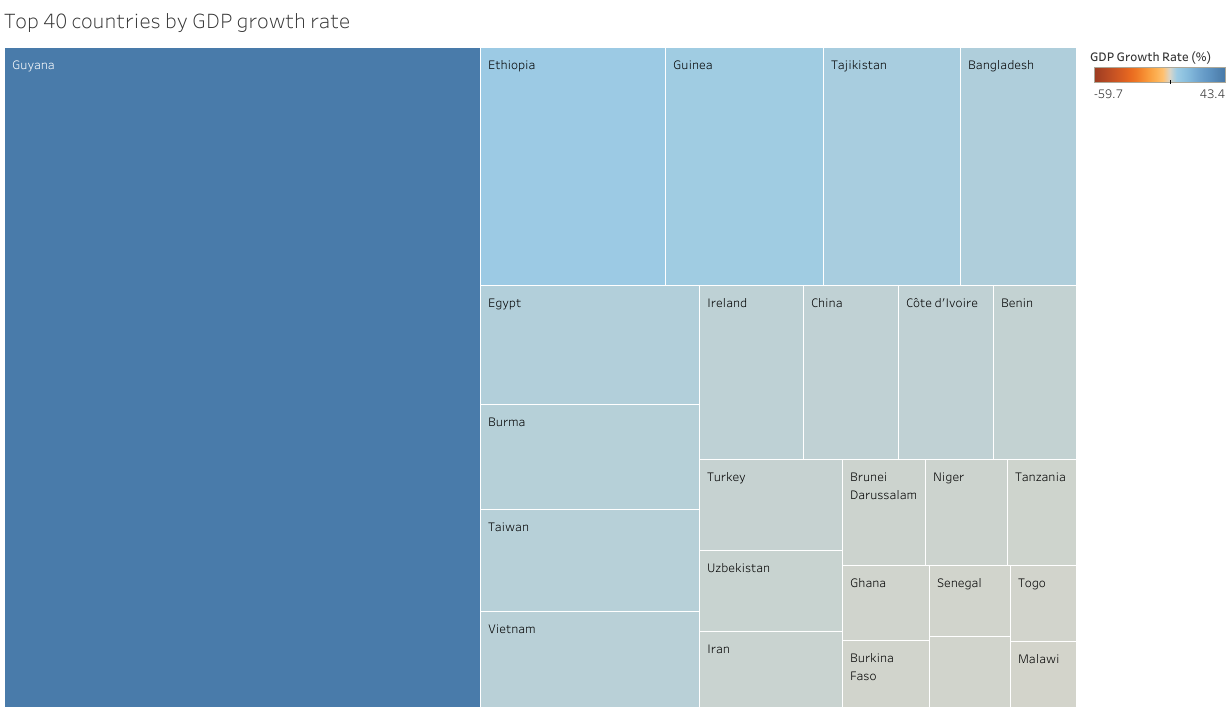 Top 40 countries by GDP growth rate
Guyana
Ethiopia
Guinea
Tajikistan
Bangladesh
GDP Growth Rate (%)
-59.7
43.4
Egypt
Ireland
China
Côte d'Ivoire
Benin
Burma
Turkey
Brunei
Darussalam
Niger
Tanzania
Taiwan
Uzbekistan
Ghana
Senegal
Togo
Vietnam
Iran
Burkina
Faso
Malawi